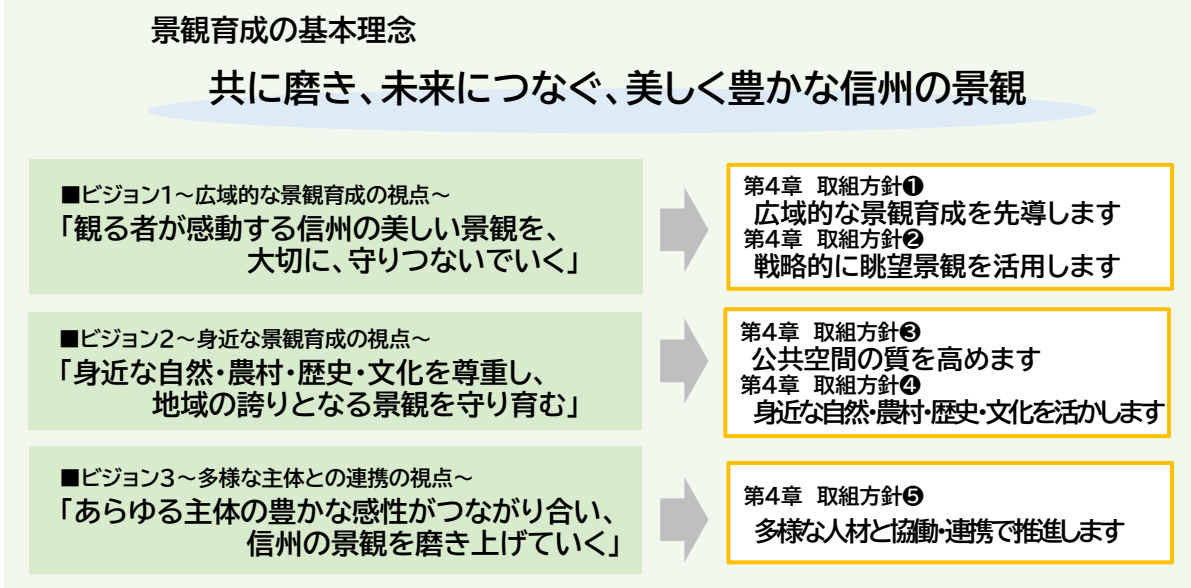 景観育成の基本理念
共に磨き、未来につなぐ、美しく豊かな信州の景観
■ビジョン1～広域的な景観育成の視点～
「観る者が感動する信州の美しい景観を、
大切に、守りつないでいく」
第4章 取組方針❶
広域的な景観育成を先導します
第4章 取組方針❷
戦略的に眺望景観を活用します
■ビジョン2～身近な景観育成の視点～
「身近な自然・農村・歴史・文化を尊重し、
地域の誇りとなる景観を守り育む」
第4章 取組方針❸
公共空間の質を高めます
第4章 取組方針❹
身近な自然・農村・歴史・文化を活かします
■ビジョン3～多様な主体との連携の視点～
「あらゆる主体の豊かな感性がつながり合い、
信州の景観を磨き上げていく」
第4章 取組方針❺
多様な人材と協働・連携で推進します